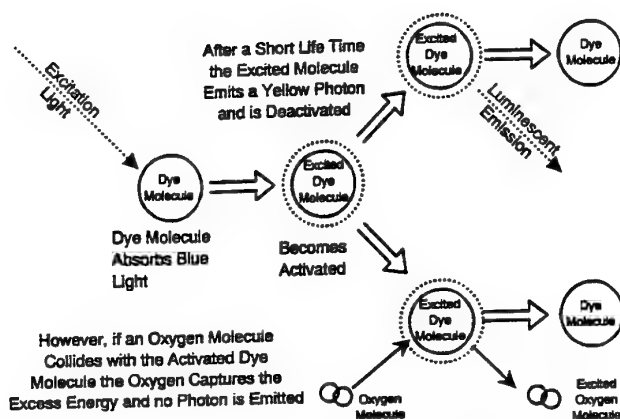 After a Short Life Time
the Excited Molecule
Emits a Yellow Photon
and is Deactivated
Excited
Dye
Molecule
Dye
Molecule
Excitation
Light
Luminescent
Emission
Dye
Molecule
Excited
Dye
Molecule
Dye Molecule
Absorbs Blue
Light
Becomes
Activated
Excited
Dye
Molecule
Dye
Molecule
However, if an Oxygen Molecule
Collides with the Activated Dye
Molecule the Oxygen Captures the
Excess Energy and no Photon is Emitted
Oxygen
Molecule
Excited
Oxygen
Molecule